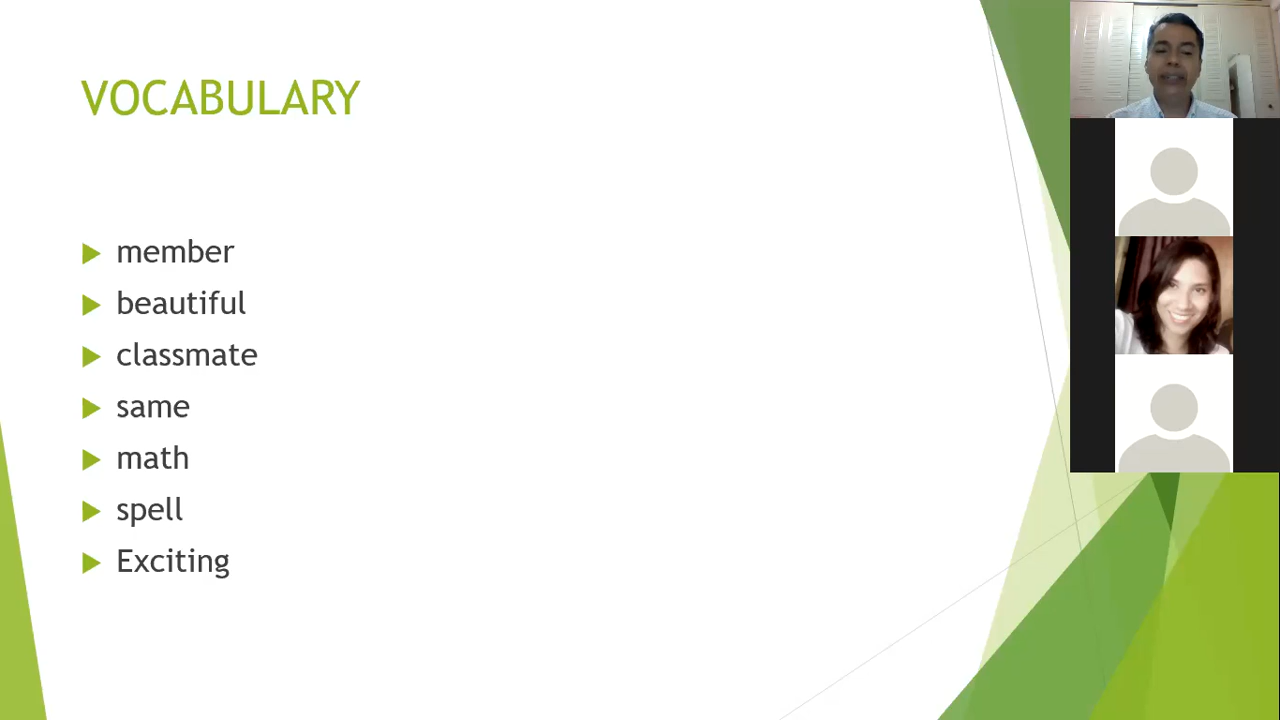 VOCABULARY
member
beautiful
classmate
same
math
spell
Exciting